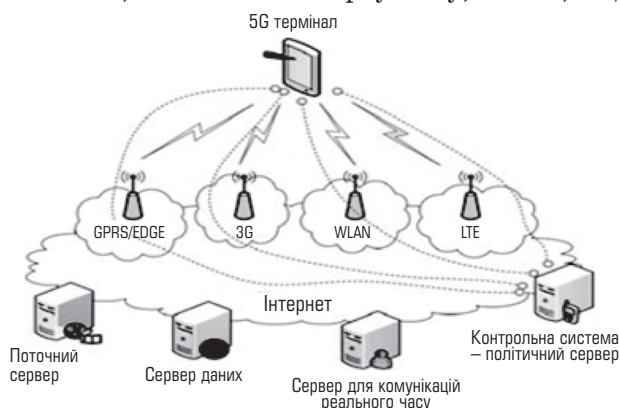 5G термінал
GPRS/EDGE
3G
WLAN
LTE
Інтернет
Поточний
сервер
Сервер даних
Сервер для комунікацій
реального часу
Контрольна система
– політичний сервер